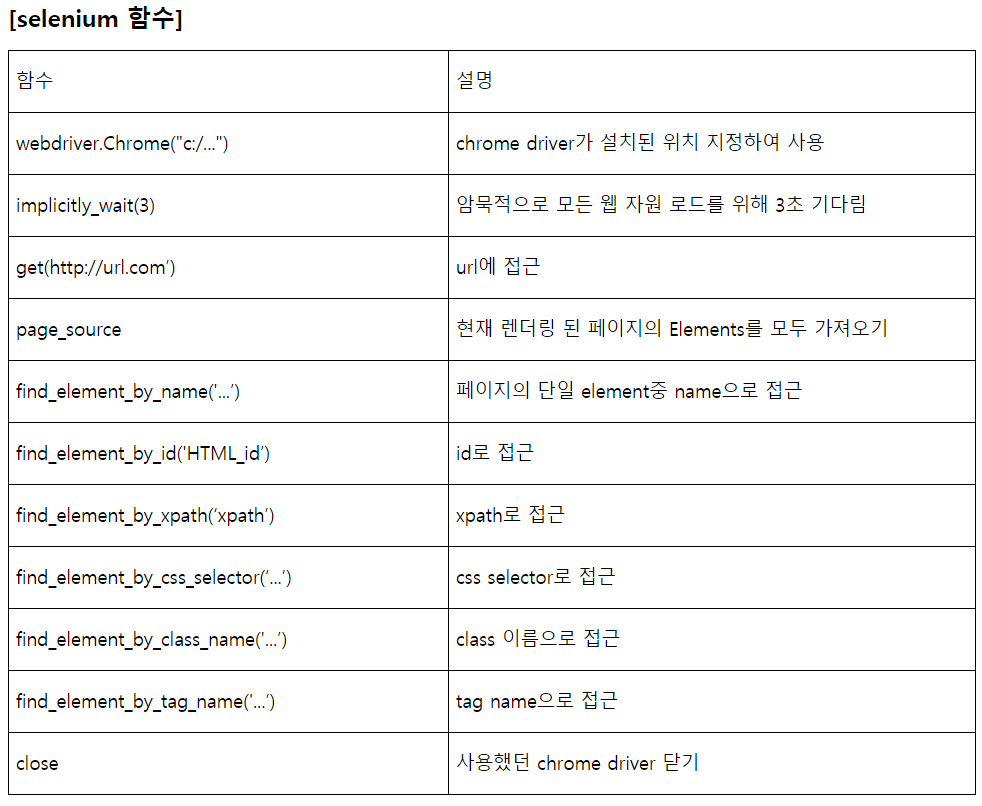 [selenium 함수]
함수 설명
webdriver.Chrome("c:/...") chrome driver가 설치된 위치 지정하여 사용
implicitly_wait(3) 암묵적으로 모든 웹 자원 로드를 위해 3초 기다림
get(http://url.com’) url에 접근
page_source 현재 렌더링 된 페이지의 Elements를 모두 가져오기
find_element_by_name('...’) 페이지의 단일 element중 name으로 접근
find_element_by_id('HTML_id’) id로 접근
find_element_by_xpath(‘xpath’) xpath로 접근
find_element_by_css_selector(‘...’) css selector로 접근
find_element_by_class_name('...’) class 이름으로 접근
find_element_by_tag_name('...’) tag name으로 접근
close 사용했던 chrome driver 닫기